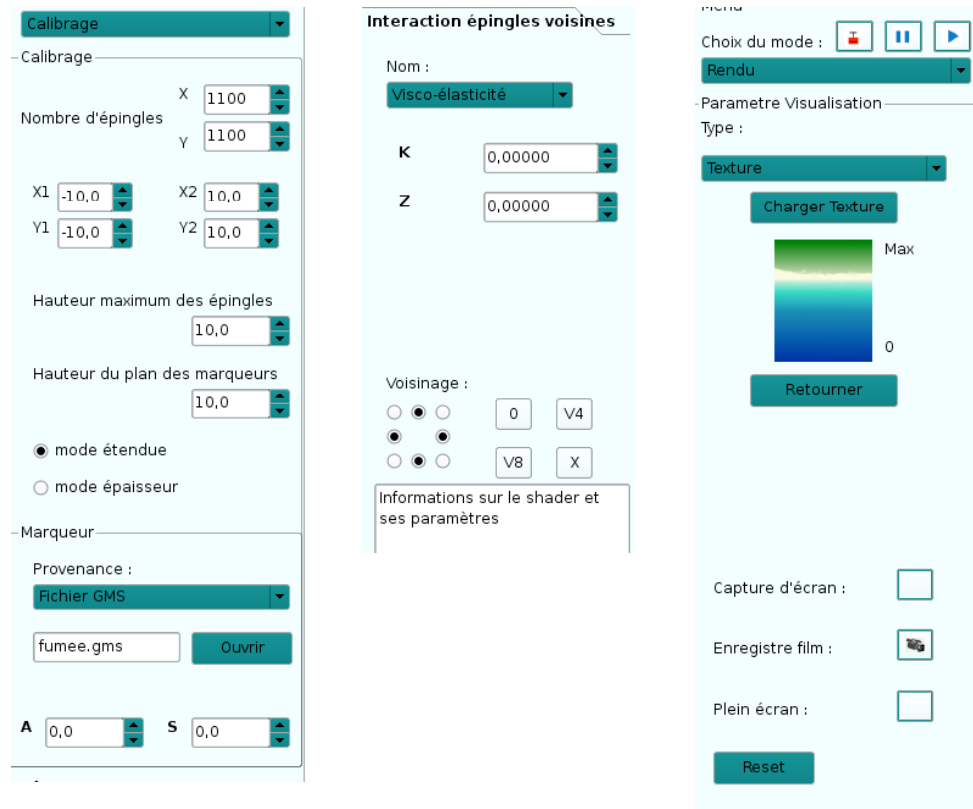 Calibrage
Calibrage
Nombre d'épingles
X 1100
Y 1100
X1 -10,0 X2 10,0
Y1 -10,0 Y2 10,0
Hauteur maximum des épingles
10,0
Hauteur du plan des marqueurs
10,0
mode étendue
mode épaisseur
Marqueur
Provenance :
Fichier GMS
fumee.gms Ouvrir
A 0,0 S 0,0
Interaction épingles voisines
Nom :
Visco-élasticité
K 0,00000
Z 0,00000
Voisinage :
0 V4
V8 X
Informations sur le shader et
ses paramètres
Menu
Choix du mode :
Rendu
Parametre Visualisation
Type :
Texture
Charger Texture
Max
0
Retourner
Capture d'écran :
Enregistre film :
Plein écran :
Reset